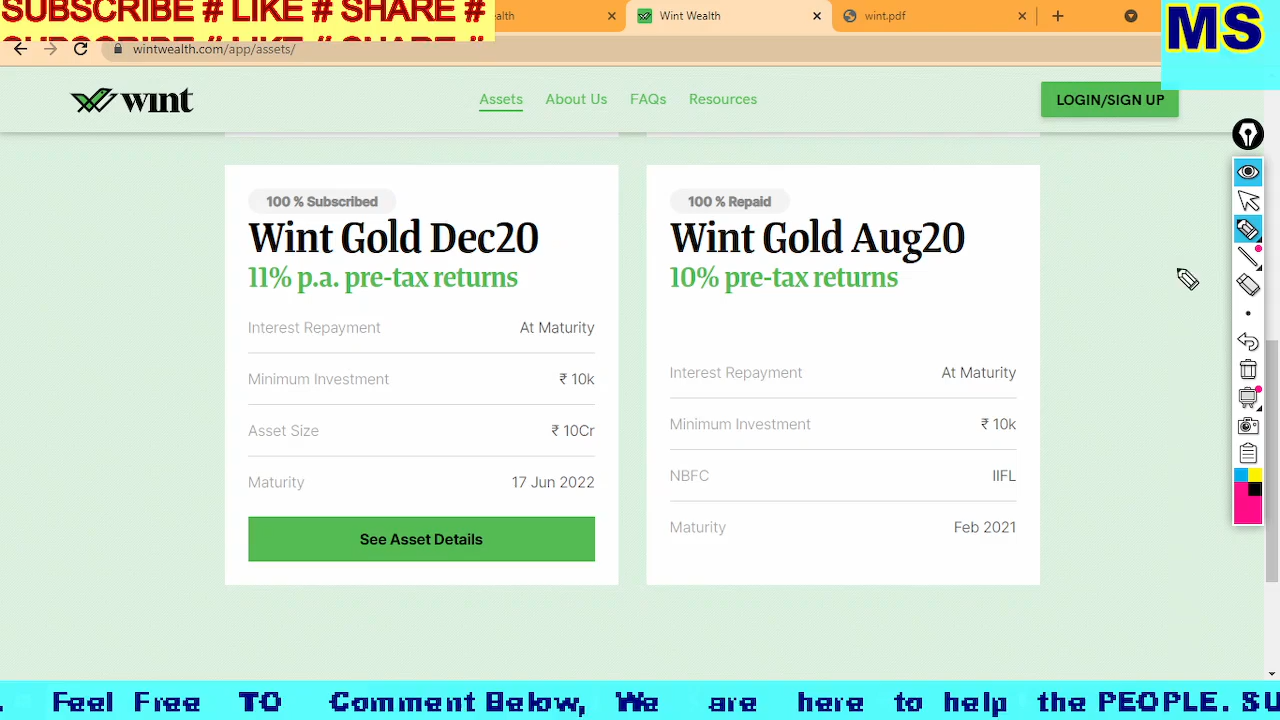 SUBSCRIBE # LIKE # SHARE #
SUBSCRIBE # LIKE # SHARE #
Wint Wealth
wint.pdf
MS
wintwealth.com/app/assets/
wint
Assets
About Us
FAQs
Resources
LOGIN/SIGN UP
100 % Subscribed
Wint Gold Dec20
11% p.a. pre-tax returns
Interest Repayment At Maturity
Minimum Investment ₹ 10k
Asset Size ₹ 10Cr
Maturity 17 Jun 2022
See Asset Details
100 % Repaid
Wint Gold Aug20
10% pre-tax returns
Interest Repayment At Maturity
Minimum Investment ₹ 10k
NBFC IIFL
Maturity Feb 2021
. Feel Free TO Comment Below, We are here to help the PEOPLE. SU